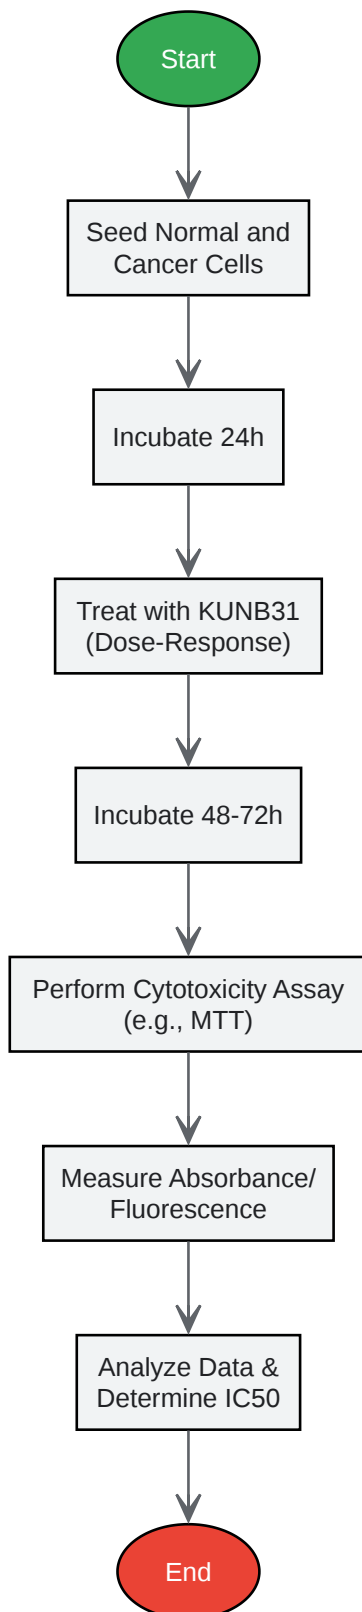 Start
Seed Normal and
Cancer Cells
Incubate 24h
Treat with KUNB31
(Dose-Response)
Incubate 48-72h
Perform Cytotoxicity Assay
(e.g., MTT)
Measure Absorbance/
Fluorescence
Analyze Data &
Determine IC50
End